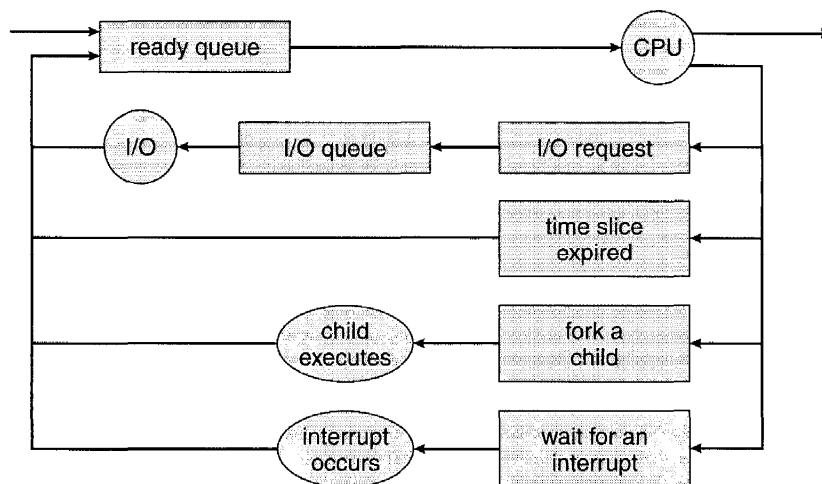 ready queue
CPU
I/O
I/O queue
I/O request
time slice
expired
child
executes
fork a
child
interrupt
occurs
wait for an
interrupt